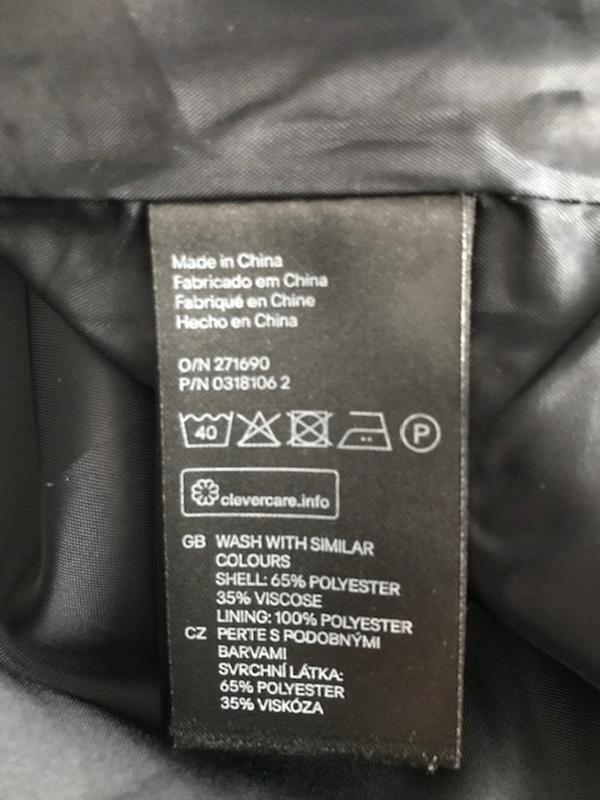 Made in China
Fabricado em China
Fabriqué en Chine
Hecho en China
O/N 271690
P/N 0318106 2
40 P
clevercare.info
GB WASH WITH SIMILAR
COLOURS
SHELL: 65% POLYESTER
35% VISCOSE
LINING: 100% POLYESTER
CZ PERTE S PODOBNÝMI
BARVAMI
SVRCHNÍ LÁTKA:
65% POLYESTER
35% VISKÓZA